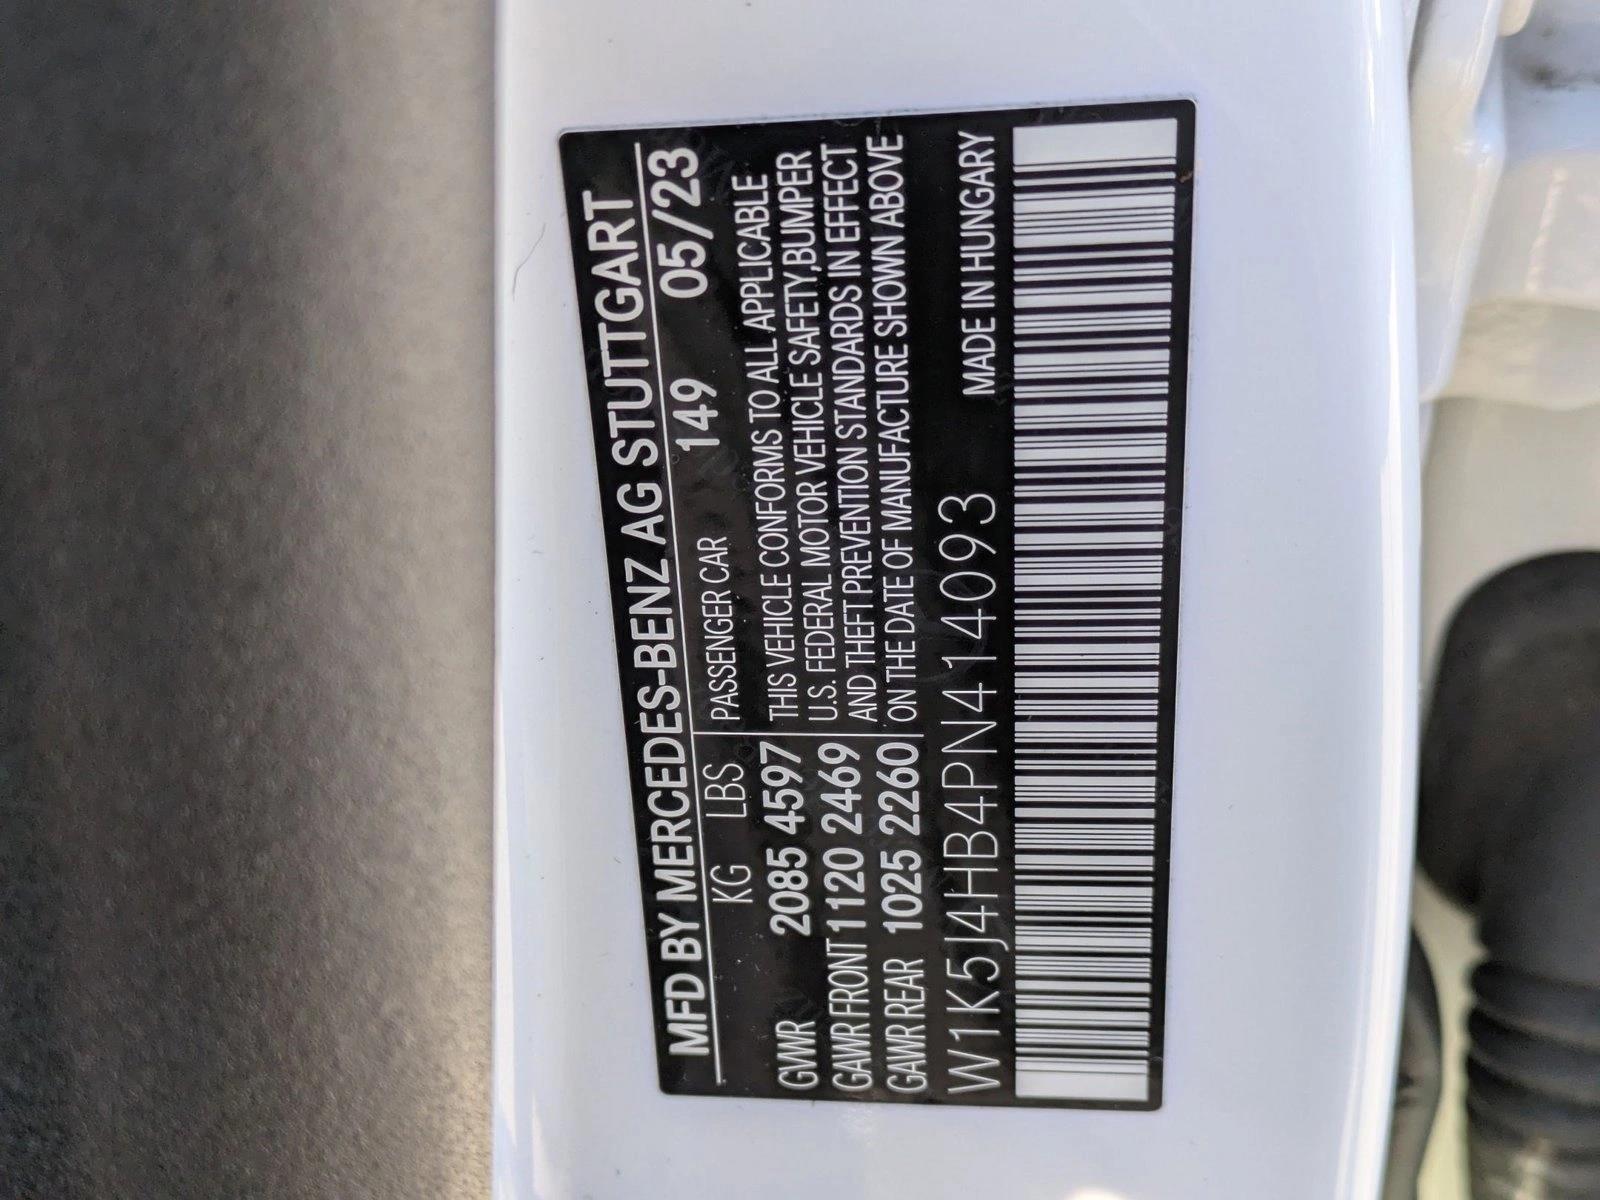 MFD BY MERCEDES-BENZ AG STUTTGART
KG LBS PASSENGER CAR 149 05/23
GVWR 2085 4597 THIS VEHICLE CONFORMS TO ALL APPLICABLE
GAWR FRONT 1120 2469 U.S. FEDERAL MOTOR VEHICLE SAFETY,BUMPER
GAWR REAR 1025 2260 AND THEFT PREVENTION STANDARDS IN EFFECT
ON THE DATE OF MANUFACTURE SHOWN ABOVE
W1K5J4HB4PN414093 MADE IN HUNGARY